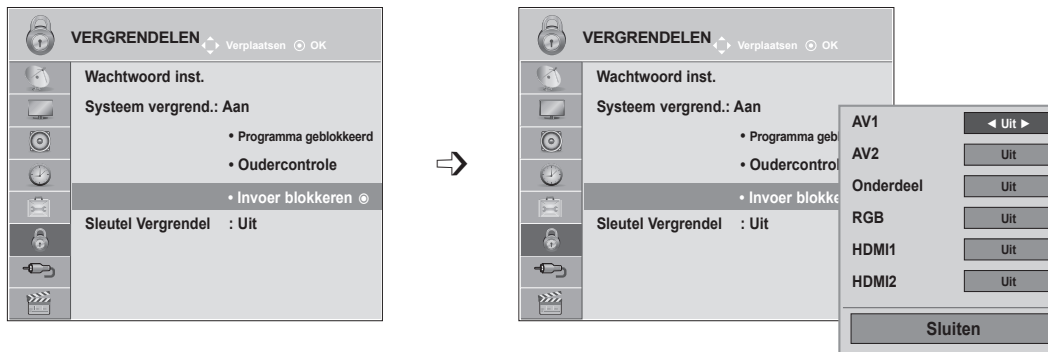 VERGRENDELEN Verplaatsen OK
Wachtwoord inst.
Systeem vergrend.: Aan
• Programma geblokkeerd
• Oudercontrole
• Invoer blokkeren
Sleutel Vergrendel : Uit
VERGRENDELEN Verplaatsen OK
Wachtwoord inst.
Systeem vergrend.: Aan
• Programma geb
• Oudercontrol
• Invoer blokke
Sleutel Vergrendel : Uit
AV1 ◄ Uit ►
AV2 Uit
Onderdeel Uit
RGB Uit
HDMI1 Uit
HDMI2 Uit
Sluiten